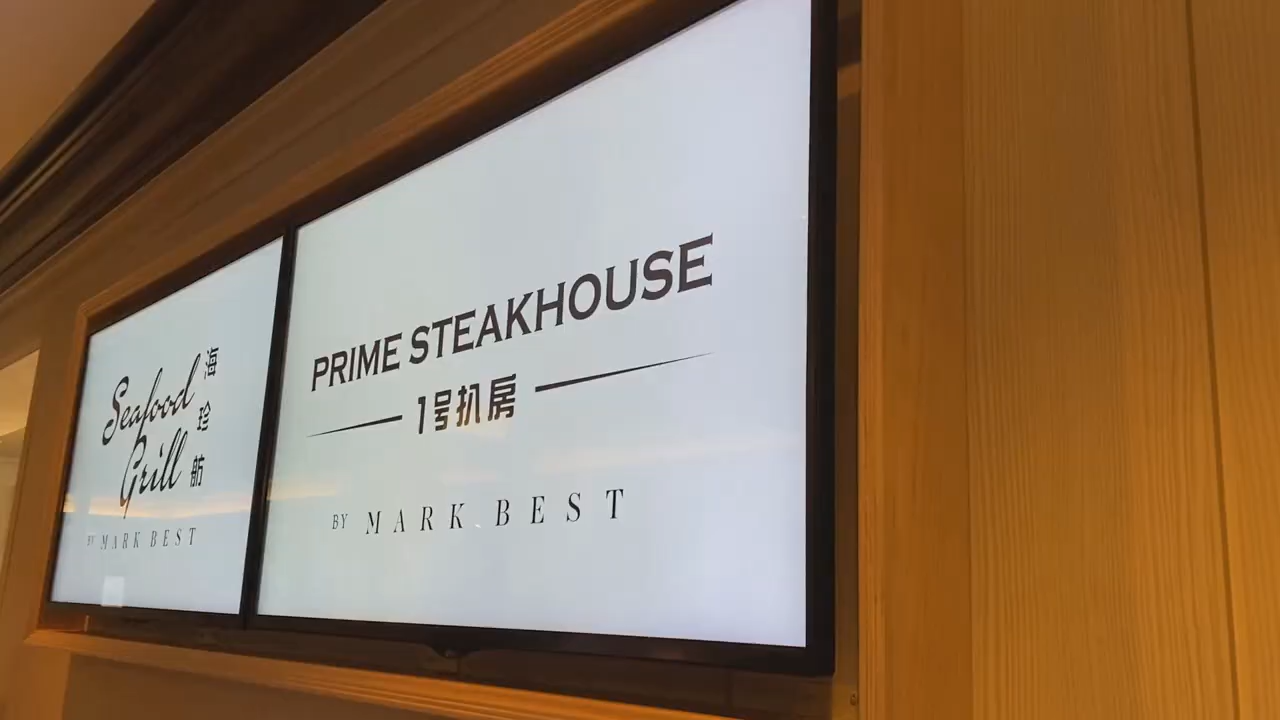 Seafood
Grill
海珍舫
BY MARK BEST
PRIME STEAKHOUSE
1号扒房
BY MARK BEST